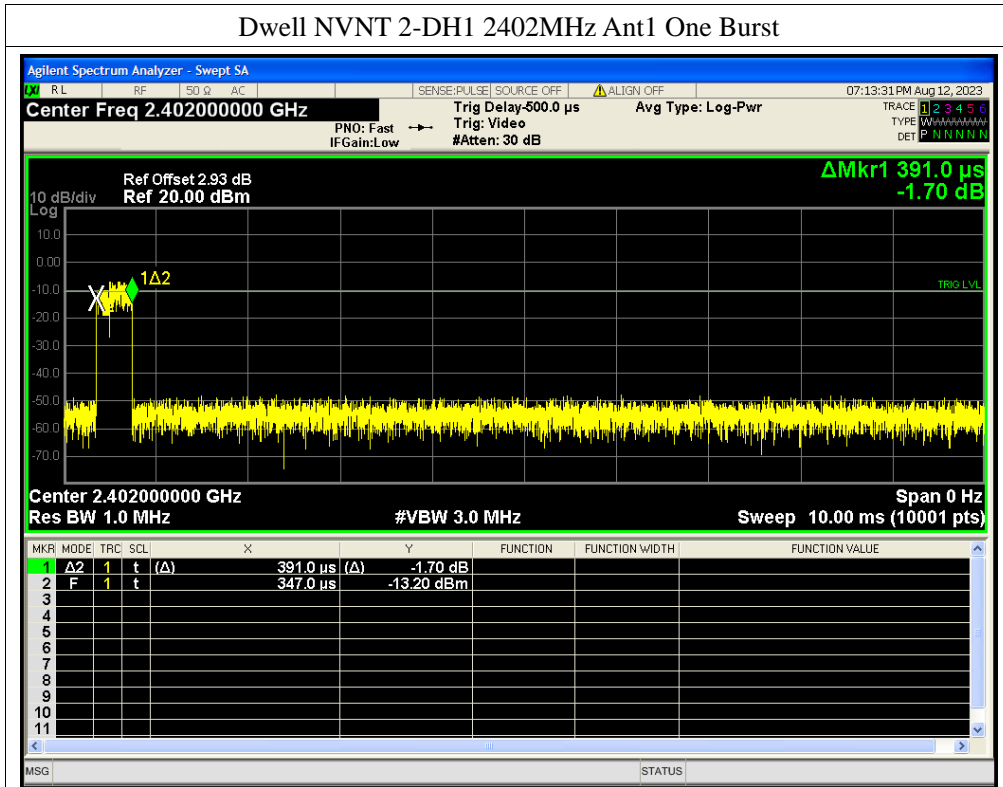 Dwell NVNT 2-DH1 2402MHz Ant1 One Burst
Agilent Spectrum Analyzer - Swept SA
LXI RL RF 50 Ω AC SENSE:PULSE SOURCE OFF ALIGN OFF 07:13:31 PM Aug 12, 2023
Center Freq 2.402000000 GHz Trig Delay-500.0 µs Avg Type: Log-Pwr TRACE 1 2 3 4 5 6
PNO: Fast Trig: Video TYPE WWWWWW
IFGain:Low #Atten: 30 dB DET P N N N N N
ΔMkr1 391.0 µs
-1.70 dB
Ref Offset 2.93 dB
10 dB/div Ref 20.00 dBm
Log
10.0
0.00
1Δ2
-10.0
TRIG LVL
-20.0
-30.0
-40.0
-50.0
-60.0
-70.0
Center 2.402000000 GHz Span 0 Hz
Res BW 1.0 MHz #VBW 3.0 MHz Sweep 10.00 ms (10001 pts)
MKR MODE TRC SCL X Y FUNCTION FUNCTION WIDTH FUNCTION VALUE
1 Δ2 1 t (Δ) 391.0 µs (Δ) -1.70 dB
2 F 1 t 347.0 µs -13.20 dBm
3
4
5
6
7
8
9
10
11
MSG STATUS